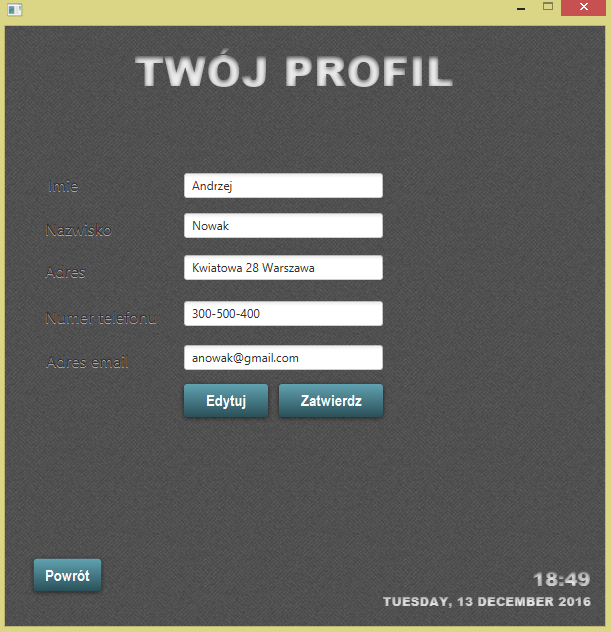 TWÓJ PROFIL
Imie Andrzej
Nazwisko Nowak
Adres Kwiatowa 28 Warszawa
Numer telefonu 300-500-400
Adres email anowak@gmail.com
Edytuj Zatwierdz
Powrót
18:49
TUESDAY, 13 DECEMBER 2016